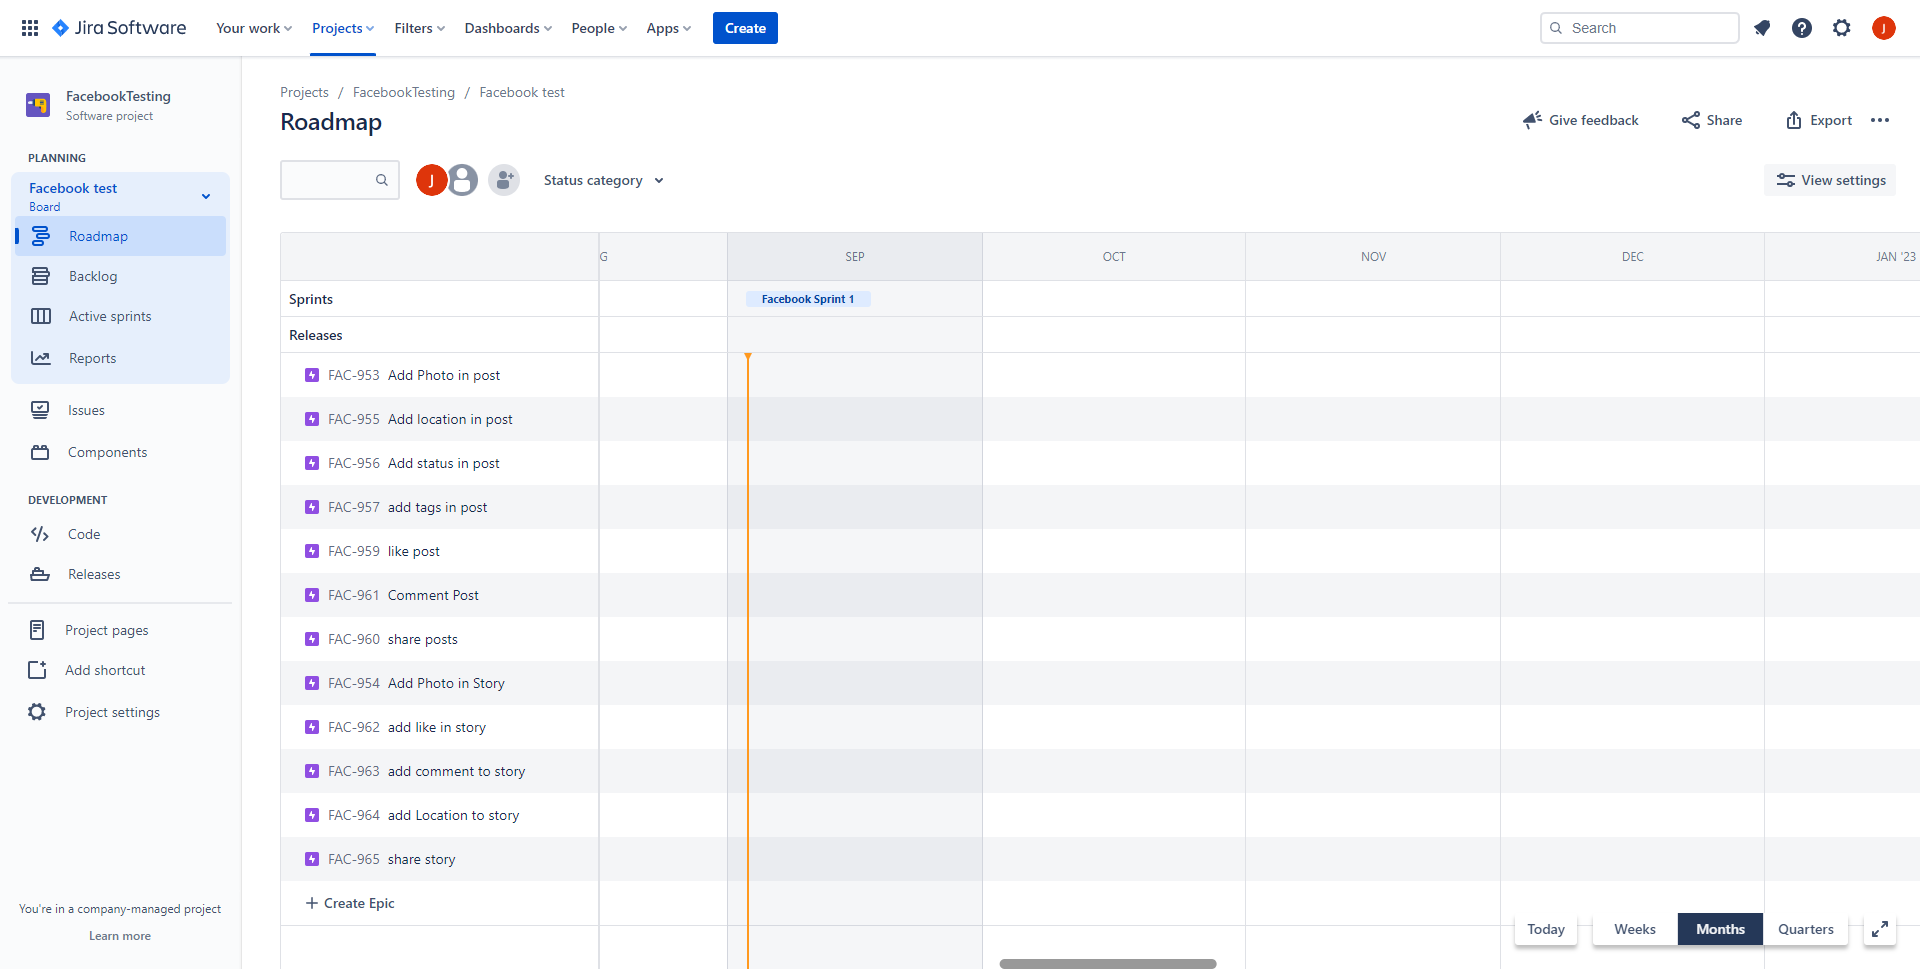 Jira Software
Your work
Projects
Filters
Dashboards
People
Apps
Create
Search
J
FacebookTesting
Software project
PLANNING
Facebook test
Board
Roadmap
Backlog
Active sprints
Reports
Issues
Components
DEVELOPMENT
Code
Releases
Project pages
Add shortcut
Project settings
You're in a company-managed project
Learn more
Projects / FacebookTesting / Facebook test
Roadmap
Give feedback
Share
Export
J
Status category
View settings
G SEP OCT NOV DEC JAN '23
Sprints
Facebook Sprint 1
Releases
FAC-953 Add Photo in post
FAC-955 Add location in post
FAC-956 Add status in post
FAC-957 add tags in post
FAC-959 like post
FAC-961 Comment Post
FAC-960 share posts
FAC-954 Add Photo in Story
FAC-962 add like in story
FAC-963 add comment to story
FAC-964 add Location to story
FAC-965 share story
Create Epic
Today
Weeks
Months
Quarters